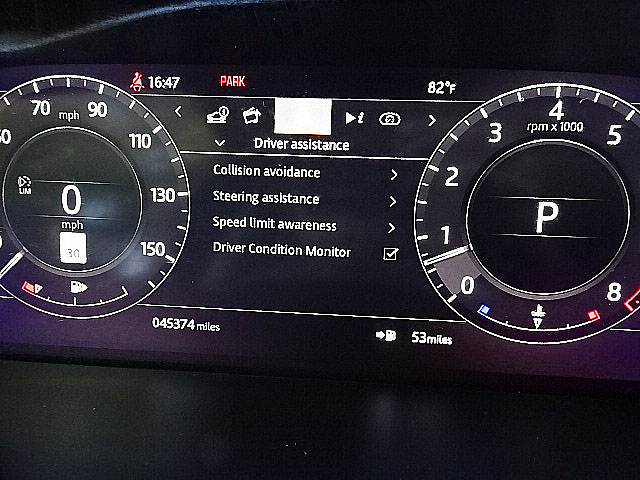 16:47 PARK 82°F
70 mph 90
110
130
150
0
mph
30
LIM
Driver assistance
Collision avoidance
Steering assistance
Speed limit awareness
Driver Condition Monitor
4
3 5
rpm x 1000
2
1
0 8
P
045374 miles
53 miles